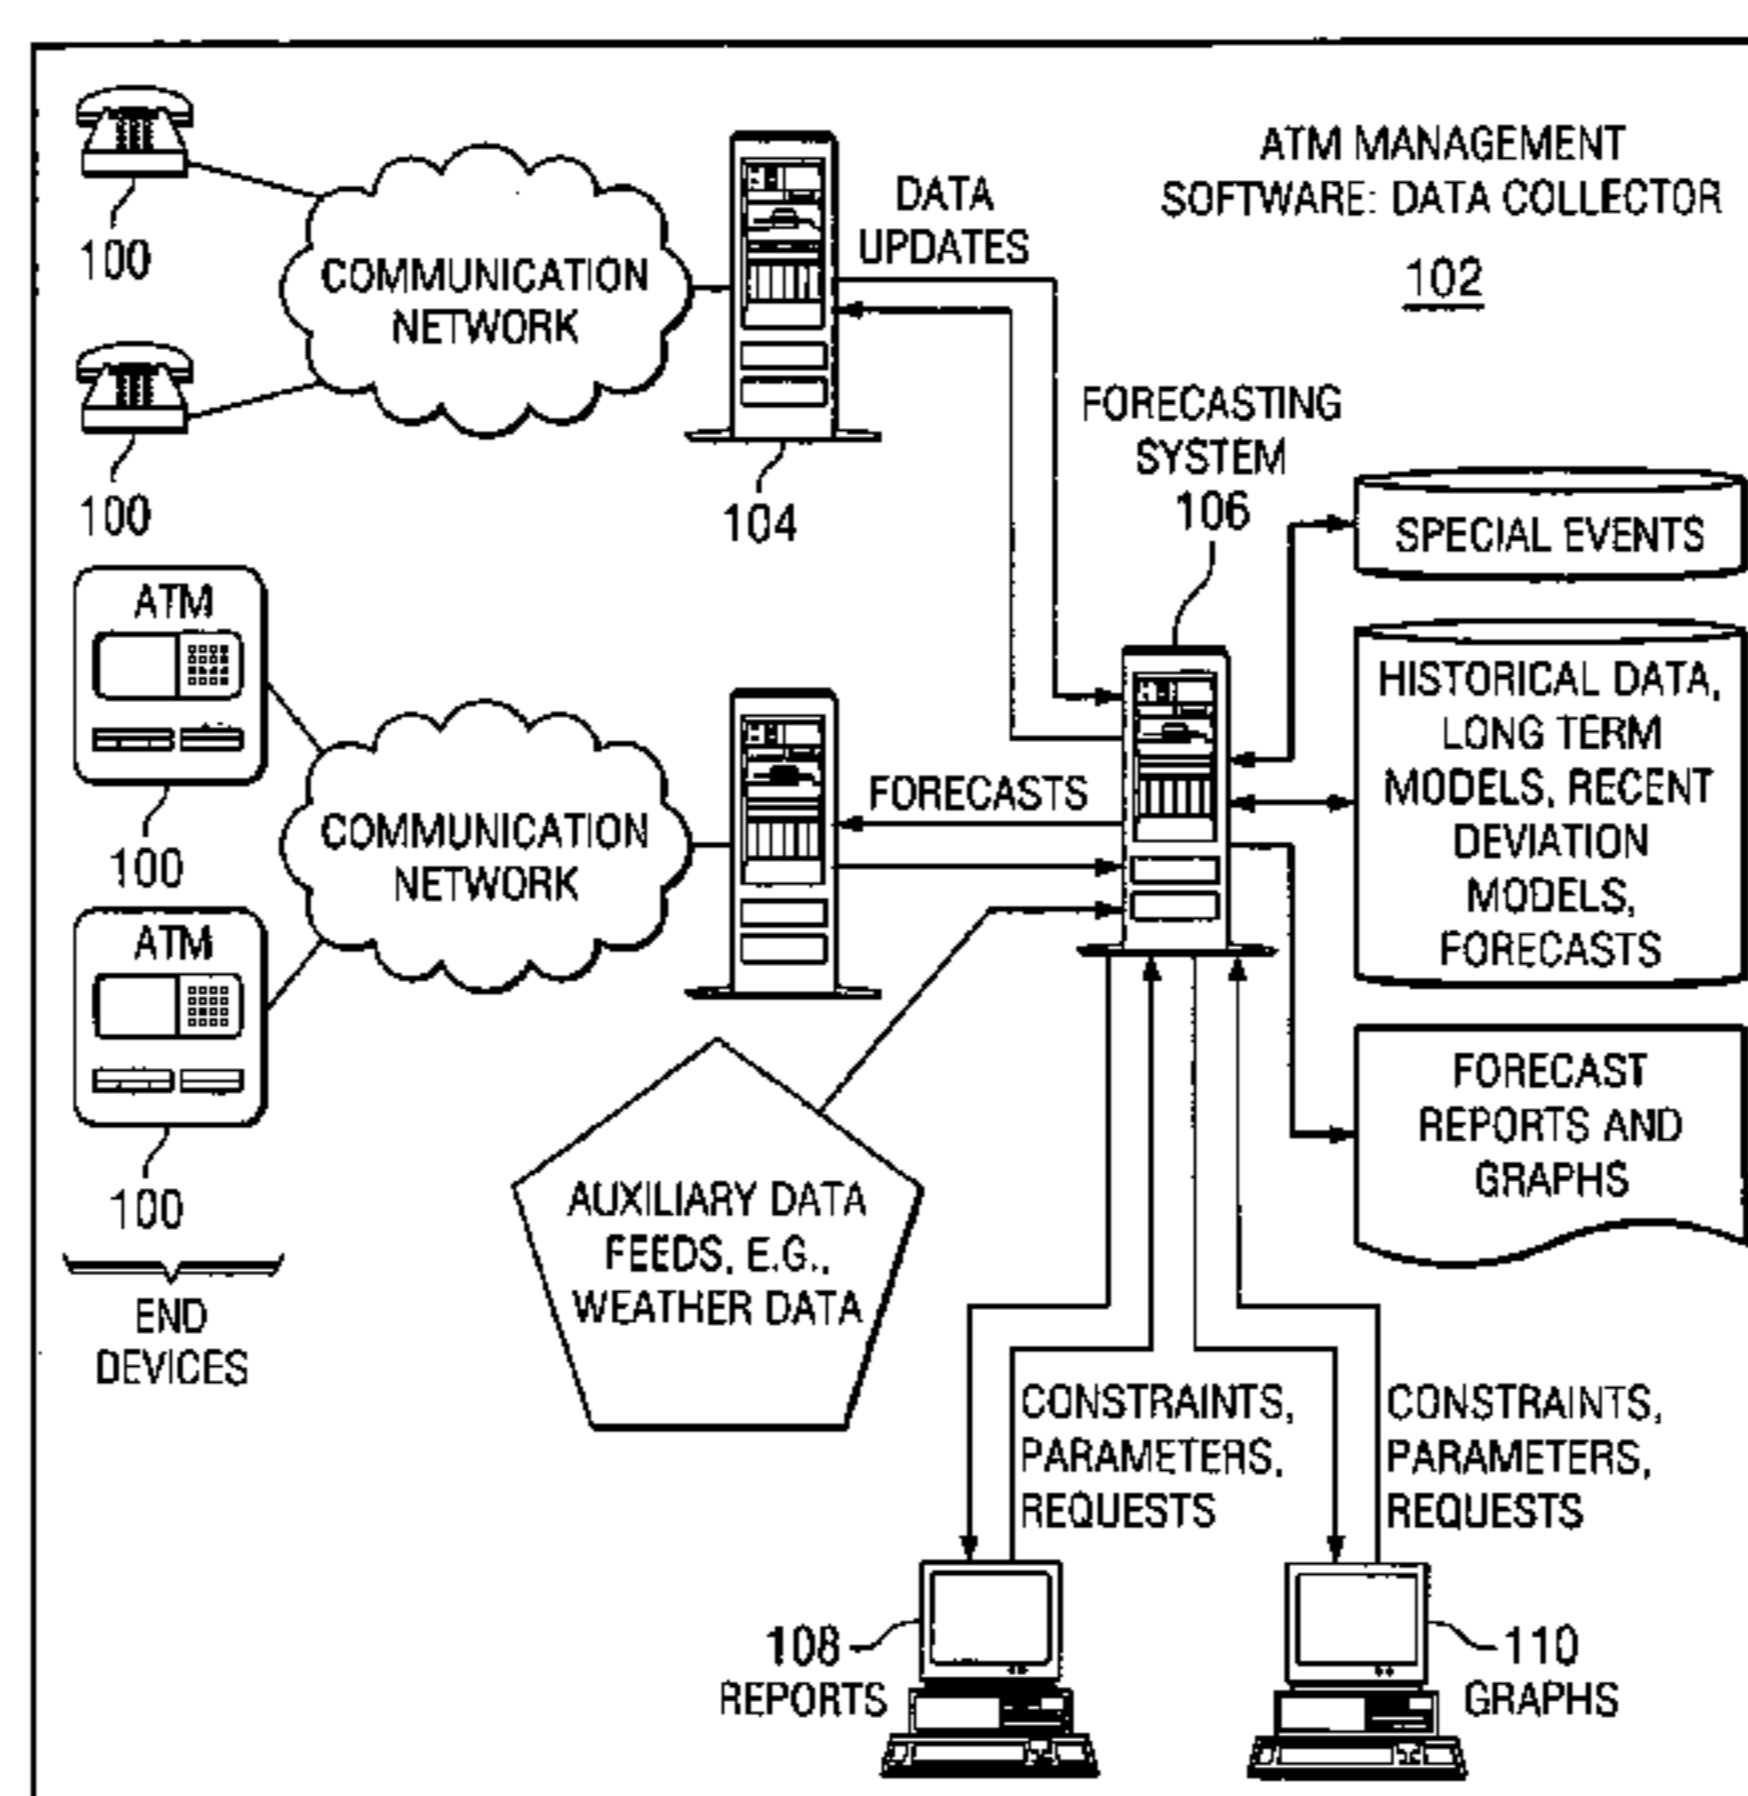 ATM MANAGEMENT
SOFTWARE: DATA COLLECTOR
102
100
COMMUNICATION
NETWORK
DATA
UPDATES
100
104
FORECASTING
SYSTEM
106
SPECIAL EVENTS
ATM
100
ATM
100
COMMUNICATION
NETWORK
FORECASTS
HISTORICAL DATA,
LONG TERM
MODELS, RECENT
DEVIATION
MODELS,
FORECASTS
FORECAST
REPORTS AND
GRAPHS
END
DEVICES
AUXILIARY DATA
FEEDS, E.G.,
WEATHER DATA
CONSTRAINTS,
PARAMETERS,
REQUESTS
CONSTRAINTS,
PARAMETERS,
REQUESTS
108
REPORTS
110
GRAPHS